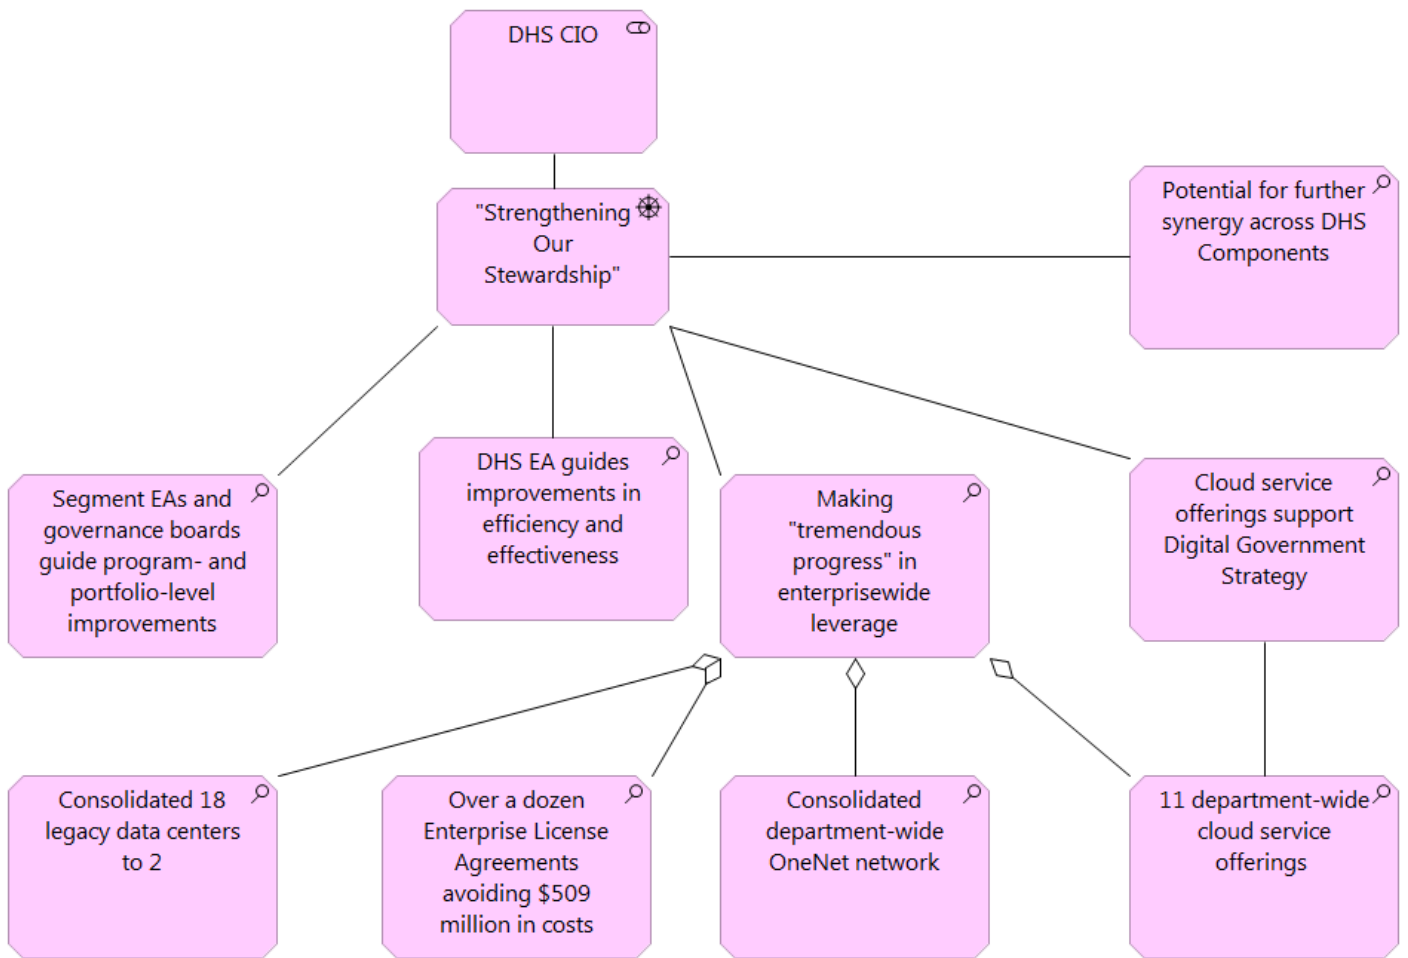 DHS CIO
"Strengthening
Our
Stewardship"
Potential for further
synergy across DHS
Components
Segment EAs and
governance boards
guide program- and
portfolio-level
improvements
DHS EA guides
improvements in
efficiency and
effectiveness
Making
"tremendous
progress" in
enterprisewide
leverage
Cloud service
offerings support
Digital Government
Strategy
Consolidated 18
legacy data centers
to 2
Over a dozen
Enterprise License
Agreements
avoiding $509
million in costs
Consolidated
department-wide
OneNet network
11 department-wide
cloud service
offerings